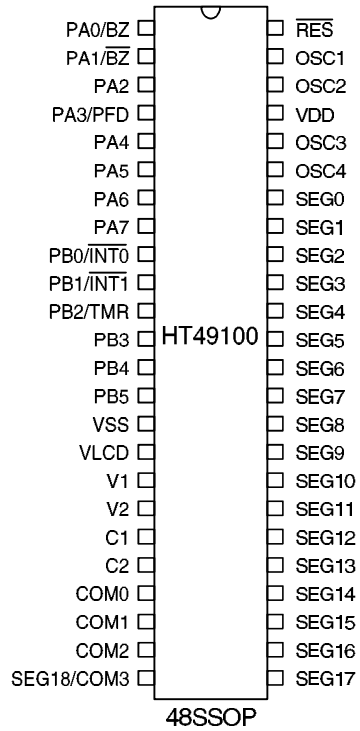 PA0/BZ RES
PA1/BZ OSC1
PA2 OSC2
PA3/PFD VDD
PA4 OSC3
PA5 OSC4
PA6 SEG0
PA7 SEG1
PB0/INT0 SEG2
PB1/INT1 SEG3
PB2/TMR SEG4
PB3 HT49100 SEG5
PB4 SEG6
PB5 SEG7
VSS SEG8
VLCD SEG9
V1 SEG10
V2 SEG11
C1 SEG12
C2 SEG13
COM0 SEG14
COM1 SEG15
COM2 SEG16
SEG18/COM3 SEG17
48SSOP